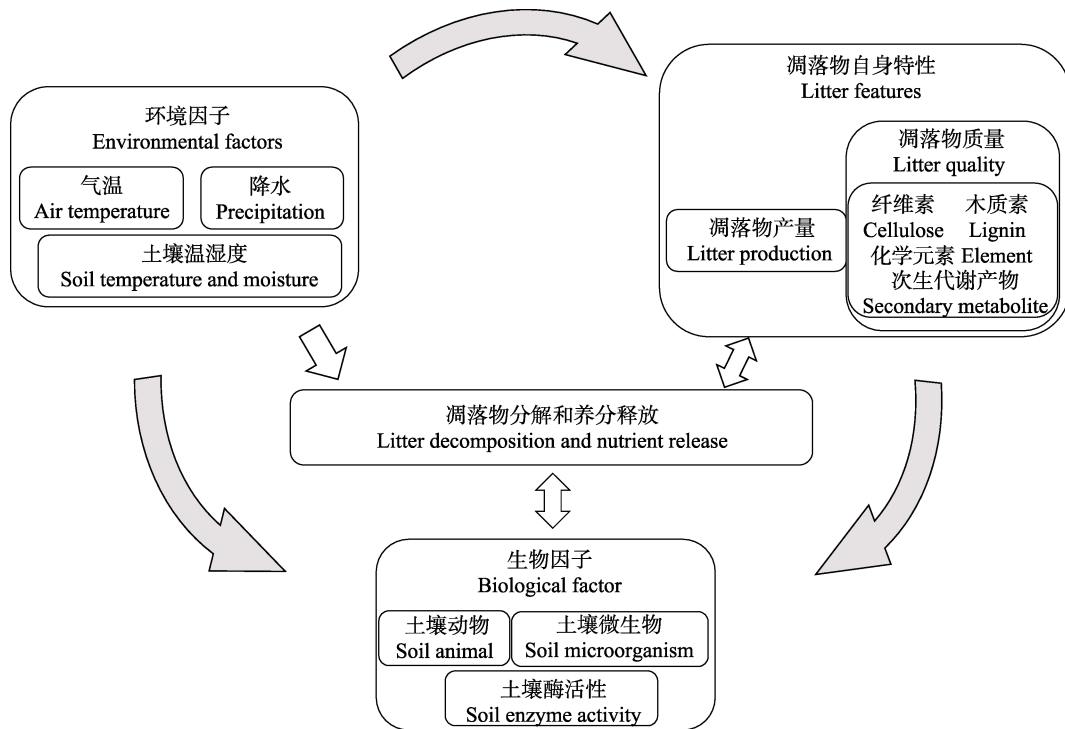 环境因子
Environmental factors
气温
Air temperature
降水
Precipitation
土壤温湿度
Soil temperature and moisture
凋落物自身特性
Litter features
凋落物质量
Litter quality
纤维素 木质素
Cellulose Lignin
化学元素 Element
次生代谢产物
Secondary metabolite
凋落物产量
Litter production
凋落物分解和养分释放
Litter decomposition and nutrient release
生物因子
Biological factor
土壤动物
Soil animal
土壤微生物
Soil microorganism
土壤酶活性
Soil enzyme activity